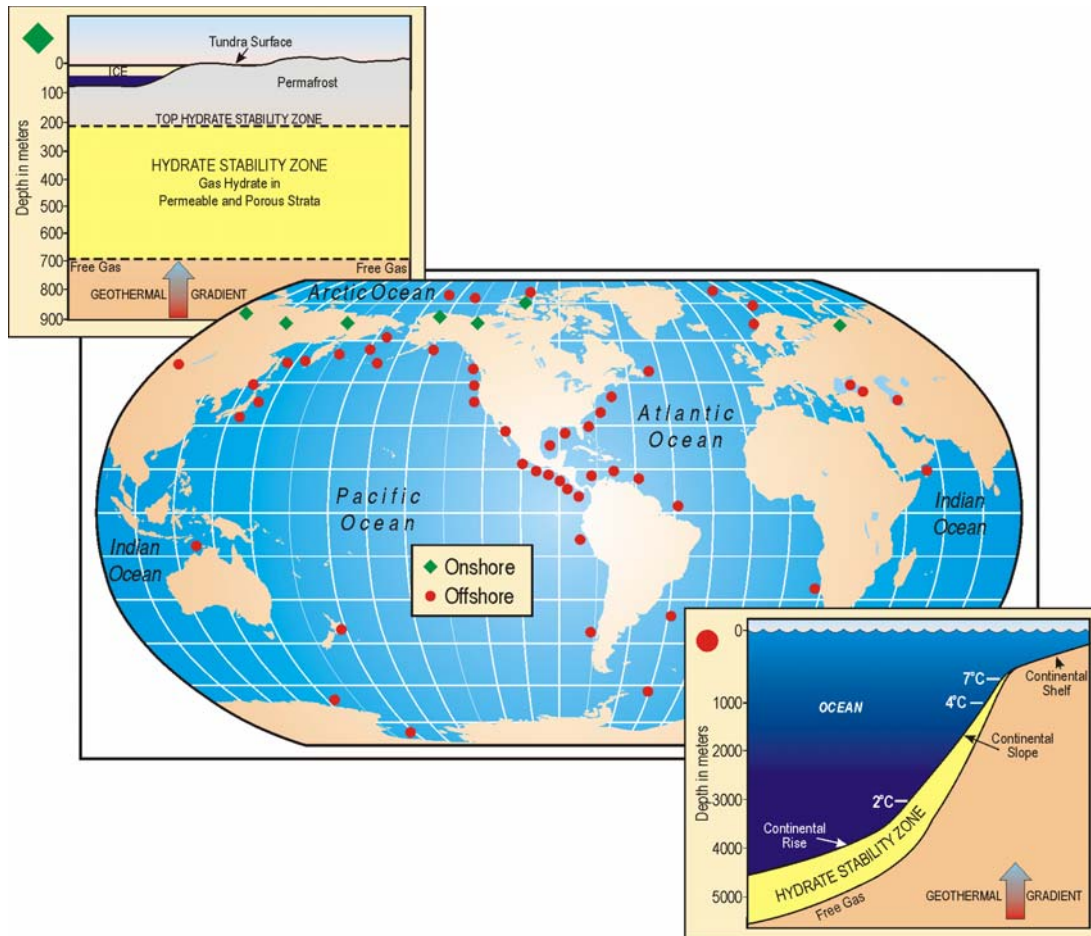 Tundra Surface
0
ICE
Permafrost
100
TOP HYDRATE STABILITY ZONE
200
HYDRATE STABILITY ZONE
300
Gas Hydrate in
400
Permeable and Porous Strata
500
600
700
Free Gas
Free Gas
800
GEOTHERMAL
GRADIENT
900
Depth in meters
Arctic Ocean
Atlantic
Ocean
Pacific
Ocean
Indian
Ocean
Indian
Ocean
Onshore
Offshore
0
7°C
Continental
Shelf
1000
4°C
OCEAN
Continental
Slope
2000
2°C
3000
Continental
Rise
4000
HYDRATE STABILITY ZONE
5000
Free Gas
GEOTHERMAL
GRADIENT
Depth in meters